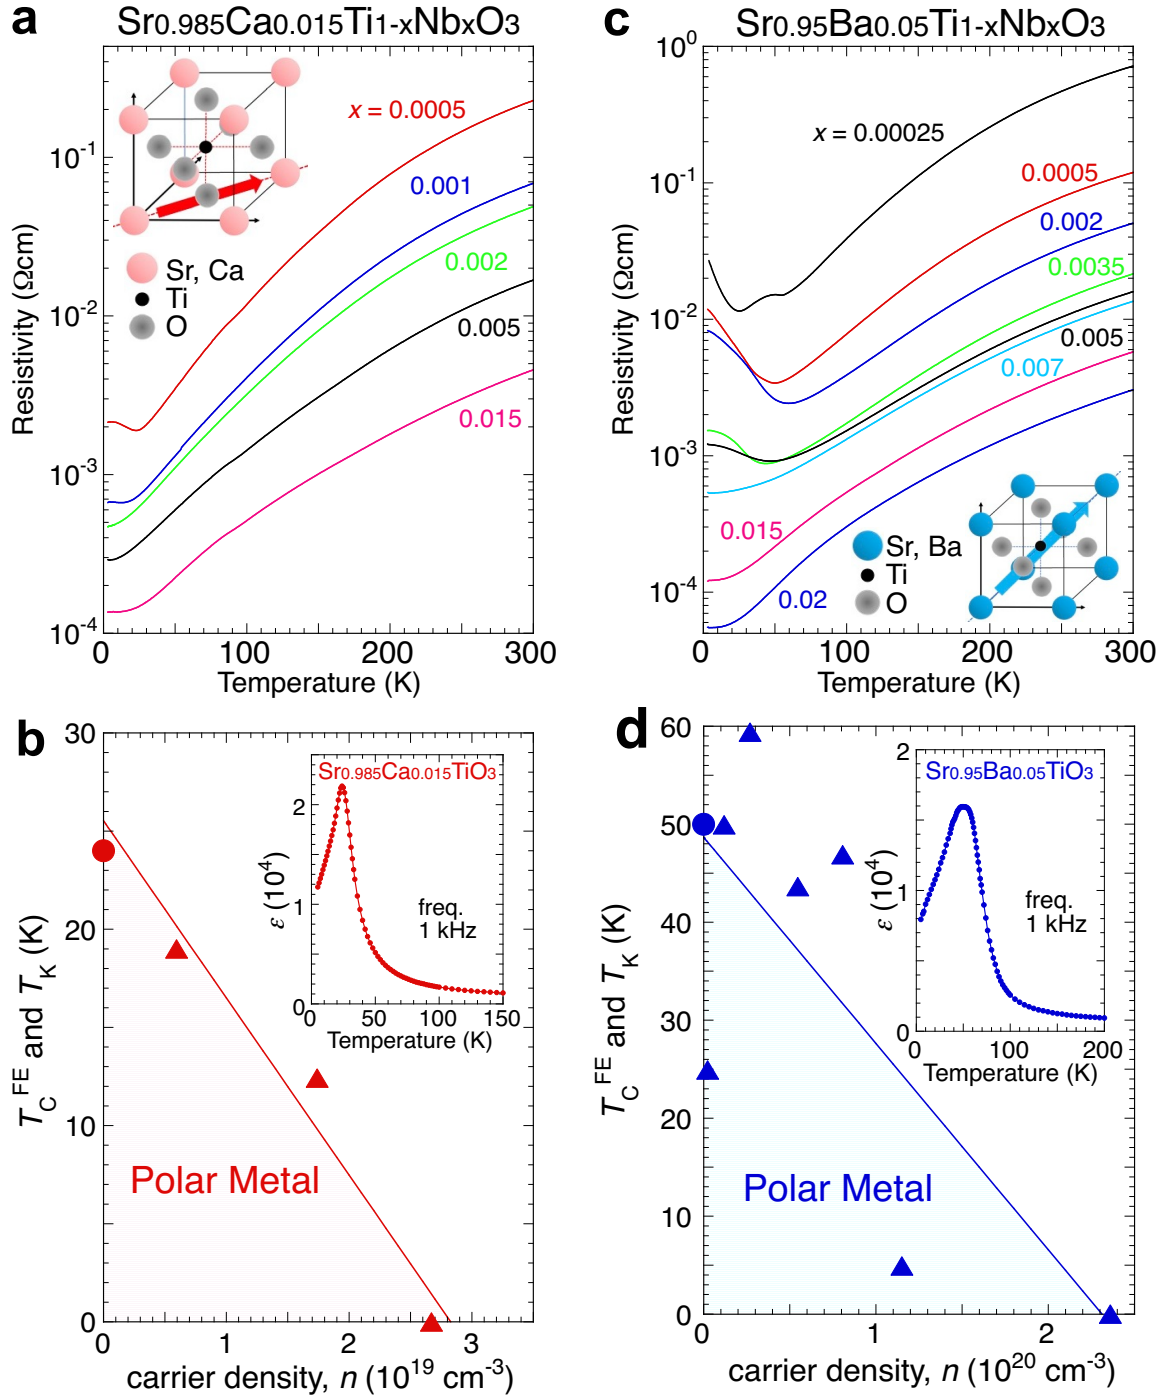 a
Sr0.985Ca0.015Ti1-xNbxO3
x = 0.0005
0.001
0.002
0.005
0.015
Sr, Ca
Ti
O
Resistivity (Ωcm)
10-1
10-2
10-3
10-4
0 100 200 300
Temperature (K)
c
Sr0.95Ba0.05Ti1-xNbxO3
x = 0.00025
0.0005
0.002
0.0035
0.005
0.007
0.015
0.02
Sr, Ba
Ti
O
Resistivity (Ωcm)
100
10-1
10-2
10-3
10-4
0 100 200 300
Temperature (K)
b
TCFE and TK (K)
30
20
10
0
0 1 2 3
carrier density, n (1019 cm-3)
Polar Metal
Sr0.985Ca0.015TiO3
ε (104)
2
1
0
freq.
1 kHz
0 50 100 150
Temperature (K)
d
TCFE and TK (K)
60
50
40
30
20
10
0
0 1 2
carrier density, n (1020 cm-3)
Polar Metal
Sr0.95Ba0.05TiO3
ε (104)
2
1
0
freq.
1 kHz
0 100 200
Temperature (K)